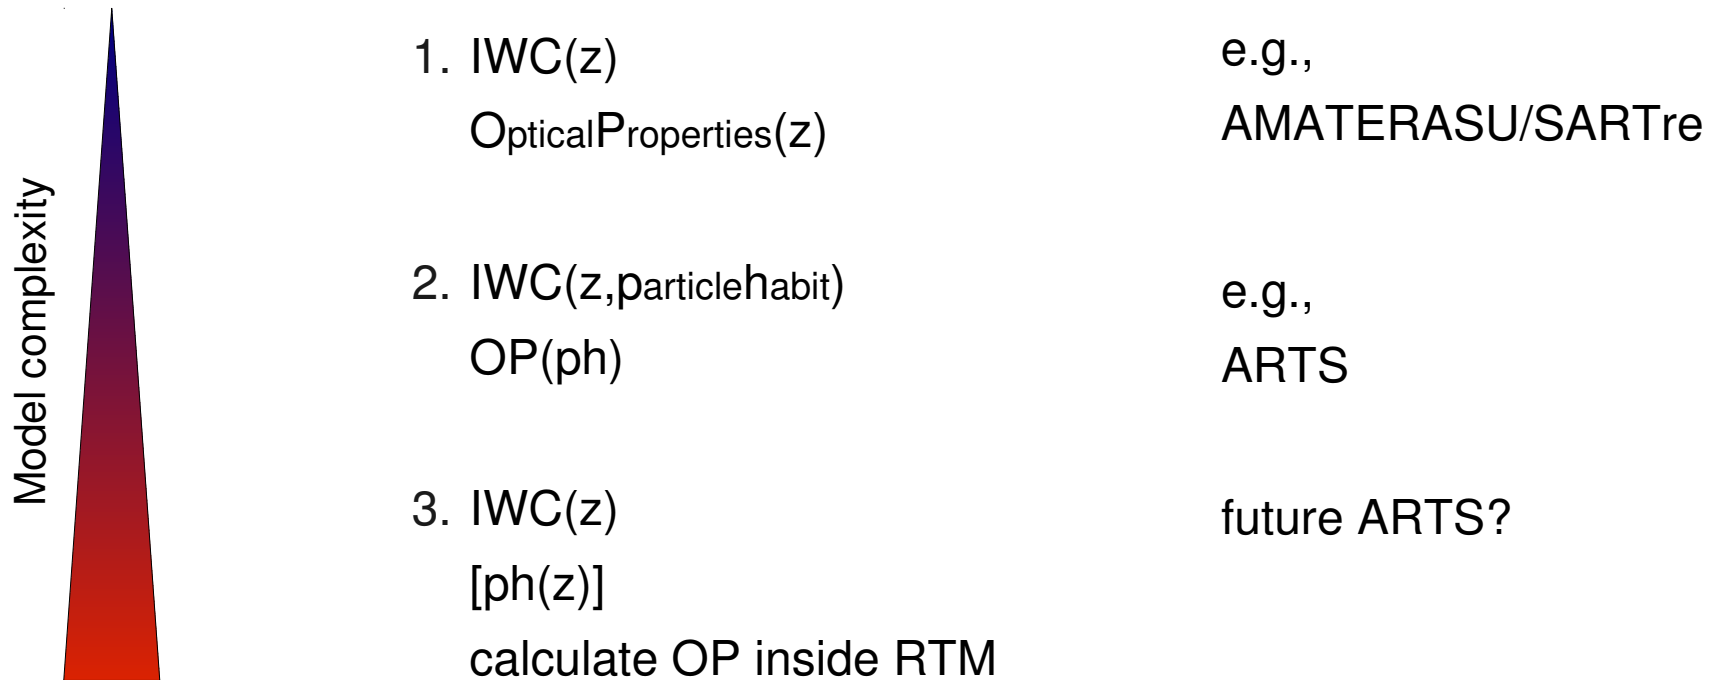 Model complexity
1. IWC(z)
OpticalProperties(z)
e.g.,
AMATERASU/SARTre
2. IWC(z,particlehabit)
OP(ph)
e.g.,
ARTS
3. IWC(z)
[ph(z)]
calculate OP inside RTM
future ARTS?